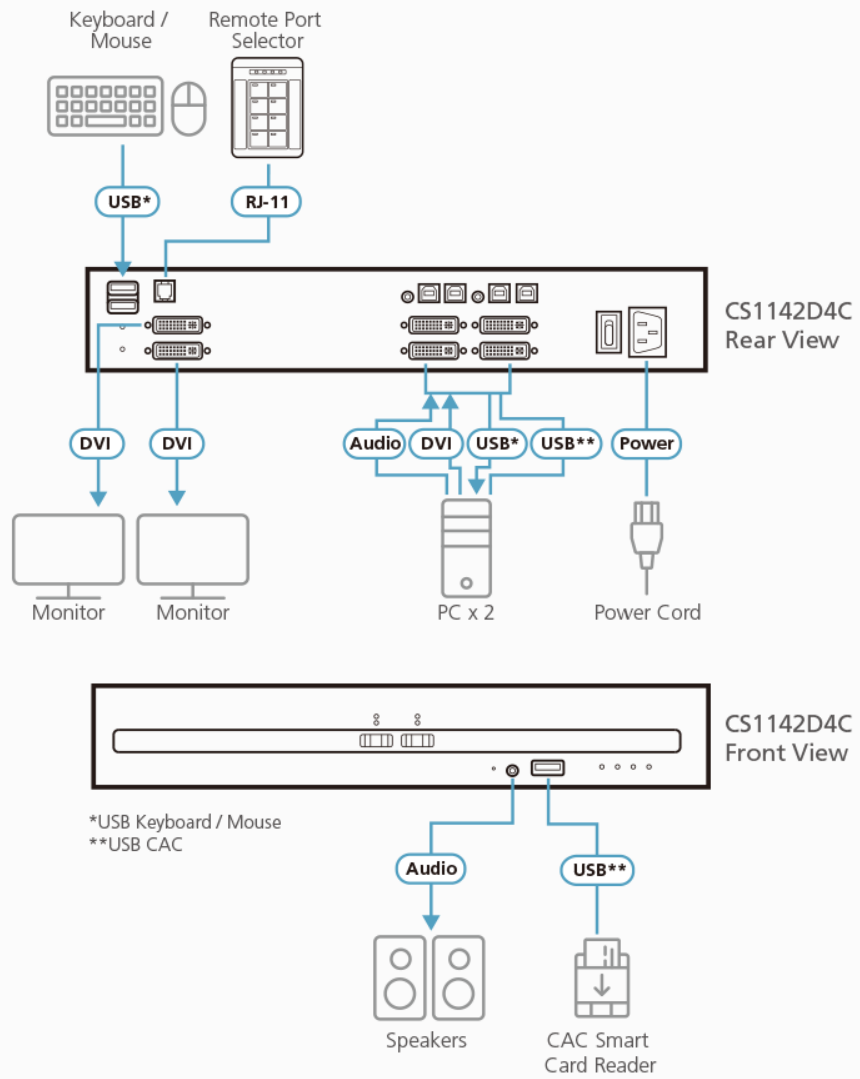 Keyboard /
Mouse
Remote Port
Selector
USB*
RJ-11
CS1142D4C
Rear View
DVI
DVI
Audio
DVI
USB*
USB**
Power
Monitor
Monitor
PC x 2
Power Cord
CS1142D4C
Front View
*USB Keyboard / Mouse
**USB CAC
Audio
USB**
Speakers
CAC Smart
Card Reader